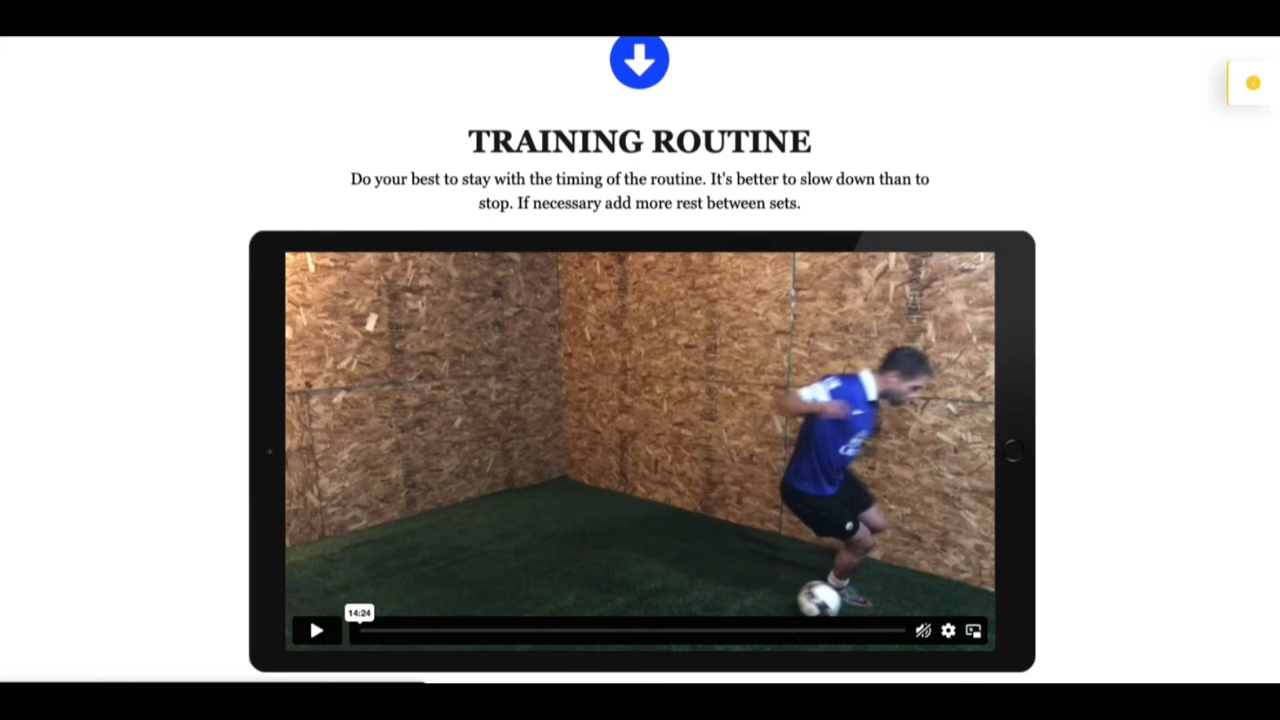 TRAINING ROUTINE
Do your best to stay with the timing of the routine. It's better to slow down than to
stop. If necessary add more rest between sets.
14:24